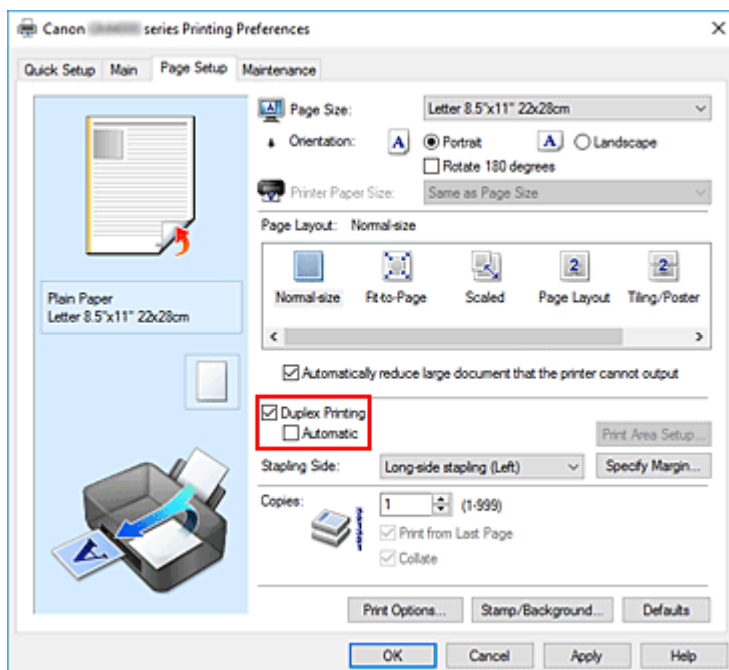 Canon series Printing Preferences
Quick Setup Main Page Setup Maintenance
Page Size: Letter 8.5"x11" 22x28cm
Orientation: A Portrait A Landscape
Rotate 180 degrees
Printer Paper Size: Same as Page Size
Page Layout: Normal-size
2 2
Normal-size Fit-to-Page Scaled Page Layout Tiling/Poster
Plain Paper
Letter 8.5"x11" 22x28cm
Automatically reduce large document that the printer cannot output
Duplex Printing
Automatic
Print Area Setup...
Stapling Side: Long-side stapling (Left) Specify Margin...
Copies: 1 (1-999)
Print from Last Page
Collate
A
Print Options... Stamp/Background... Defaults
OK Cancel Apply Help